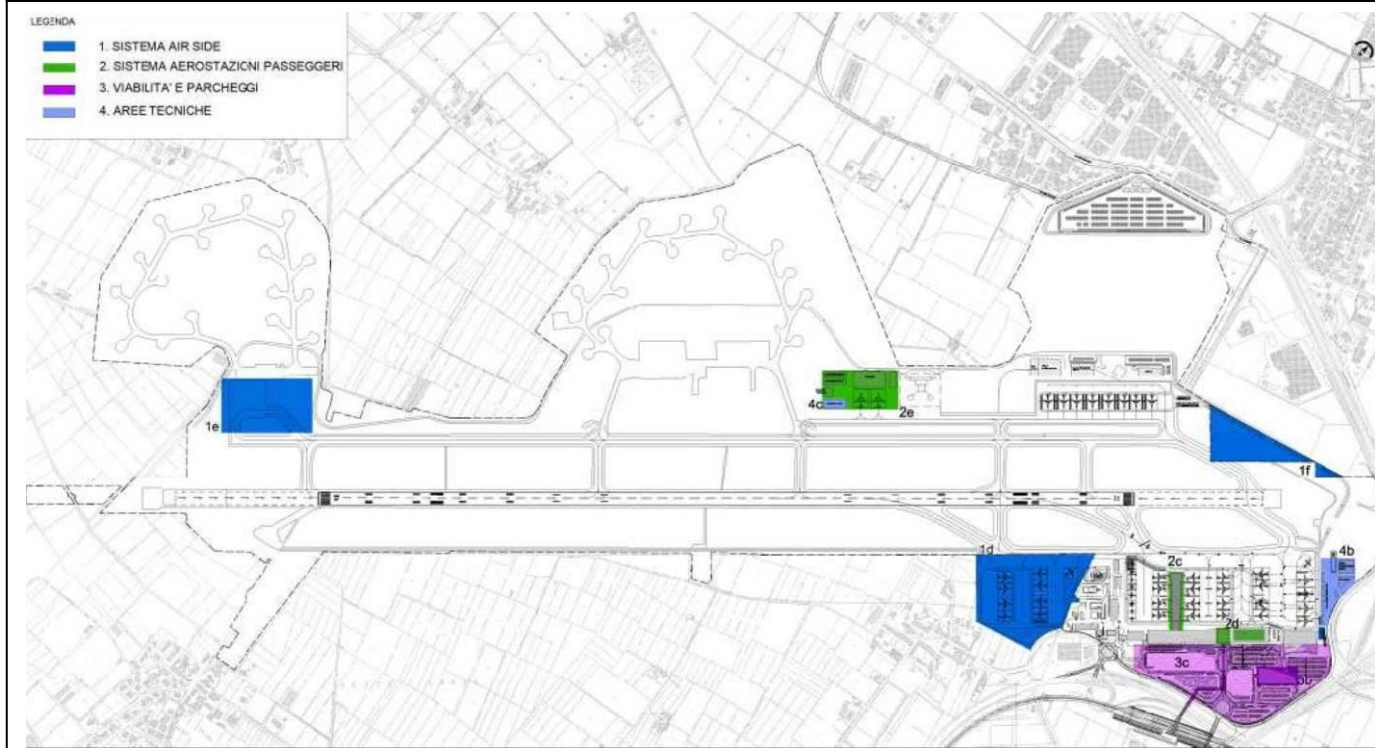 LEGENDA
1. SISTEMA AIR SIDE
2. SISTEMA AEROSTAZIONI PASSEGGERI
3. VIABILITA' E PARCHEGGI
4. AREE TECNICHE
4c
2e
1e
1f
1d
2c
4b
2d
3c